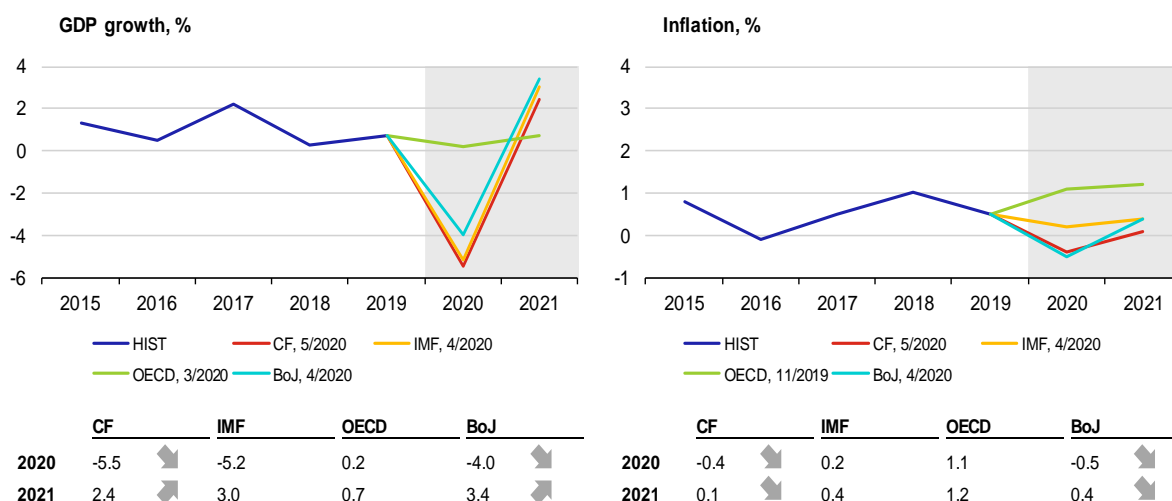 GDP growth, %
4
2
0
-2
-4
-6
2015 2016 2017 2018 2019 2020 2021
HIST CF, 5/2020 IMF, 4/2020
OECD, 3/2020 BoJ, 4/2020
CF IMF OECD BoJ
2020 -5.5 -5.2 0.2 -4.0
2021 2.4 3.0 0.7 3.4
Inflation, %
4
3
2
1
0
-1
2015 2016 2017 2018 2019 2020 2021
HIST CF, 5/2020 IMF, 4/2020
OECD, 11/2019 BoJ, 4/2020
CF IMF OECD BoJ
2020 -0.4 0.2 1.1 -0.5
2021 0.1 0.4 1.2 0.4